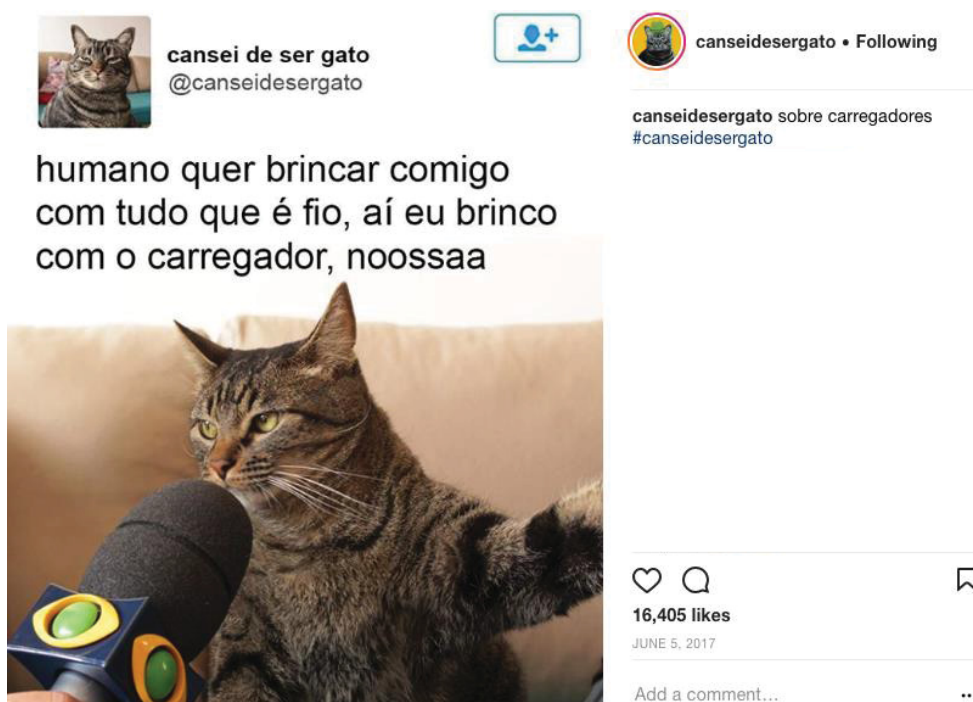 cansei de ser gato
@canseidesergato
humano quer brincar comigo
com tudo que é fio, aí eu brinco
com o carregador, noossaa
canseidesergato • Following
canseidesergato sobre carregadores
#canseidesergato
16,405 likes
JUNE 5, 2017
Add a comment…